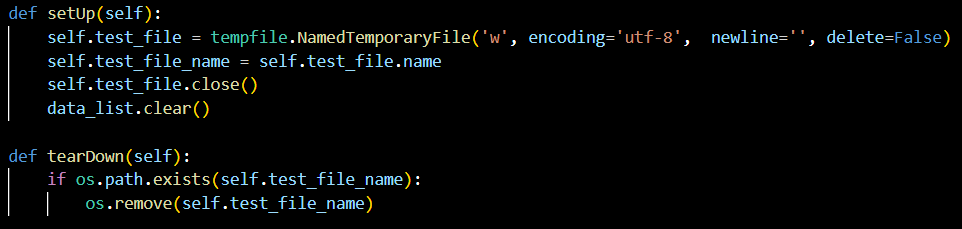 def setUp(self):
    self.test_file = tempfile.NamedTemporaryFile('w', encoding='utf-8',  newline='', delete=False)
    self.test_file_name = self.test_file.name
    self.test_file.close()
    data_list.clear()

def tearDown(self):
    if os.path.exists(self.test_file_name):
        os.remove(self.test_file_name)